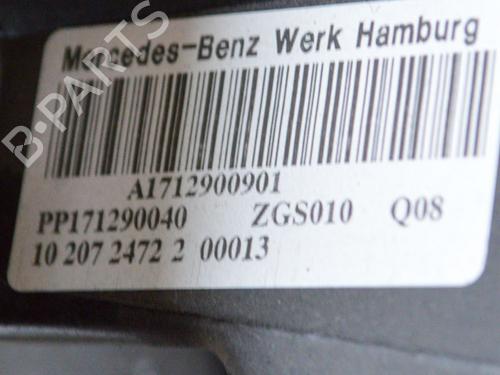 Mercedes-Benz Werk Hamburg
A1712900901
PP171290040 ZGS010 Q08
10 207 2472 2 00013
B-PARTS